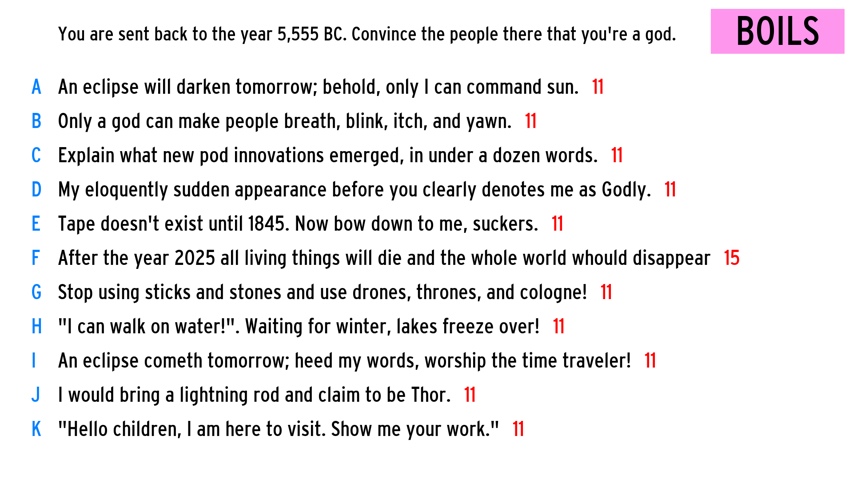 You are sent back to the year 5,555 BC. Convince the people there that you're a god.
BOILS
A An eclipse will darken tomorrow; behold, only I can command sun. 11
B Only a god can make people breath, blink, itch, and yawn. 11
C Explain what new pod innovations emerged, in under a dozen words. 11
D My eloquently sudden appearance before you clearly denotes me as Godly. 11
E Tape doesn't exist until 1845. Now bow down to me, suckers. 11
F After the year 2025 all living things will die and the whole world whould disappear 15
G Stop using sticks and stones and use drones, thrones, and cologne! 11
H "I can walk on water!". Waiting for winter, lakes freeze over! 11
I An eclipse cometh tomorrow; heed my words, worship the time traveler! 11
J I would bring a lightning rod and claim to be Thor. 11
K "Hello children, I am here to visit. Show me your work." 11